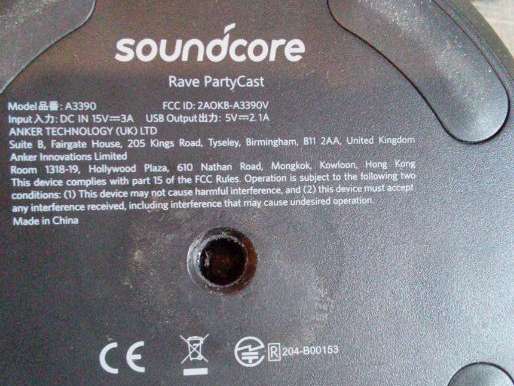 soundcore
Rave PartyCast
Model品番: A3390 FCC ID: 2AOKB-A3390V
Input入力: DC IN 15V⎓3A USB Output出力: 5V⎓2.1A
ANKER TECHNOLOGY (UK) LTD
Suite B, Fairgate House, 205 Kings Road, Tyseley, Birmingham, B11 2AA, United Kingdom
Anker Innovations Limited
Room 1318-19, Hollywood Plaza, 610 Nathan Road, Mongkok, Kowloon, Hong Kong
This device complies with part 15 of the FCC Rules. Operation is subject to the following two
conditions: (1) This device may not cause harmful interference, and (2) this device must accept
any interference received, including interference that may cause undesired operation.
Made in China
CE R 204-B00153